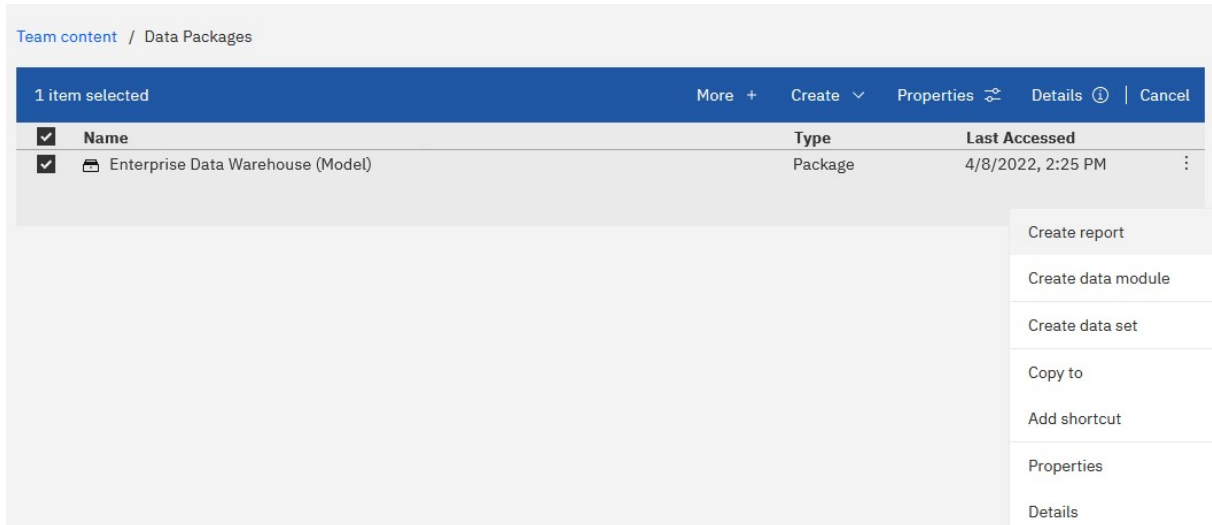 Team content / Data Packages
1 item selected More + Create Properties Details | Cancel
Name Type Last Accessed
Enterprise Data Warehouse (Model) Package 4/8/2022, 2:25 PM
Create report
Create data module
Create data set
Copy to
Add shortcut
Properties
Details